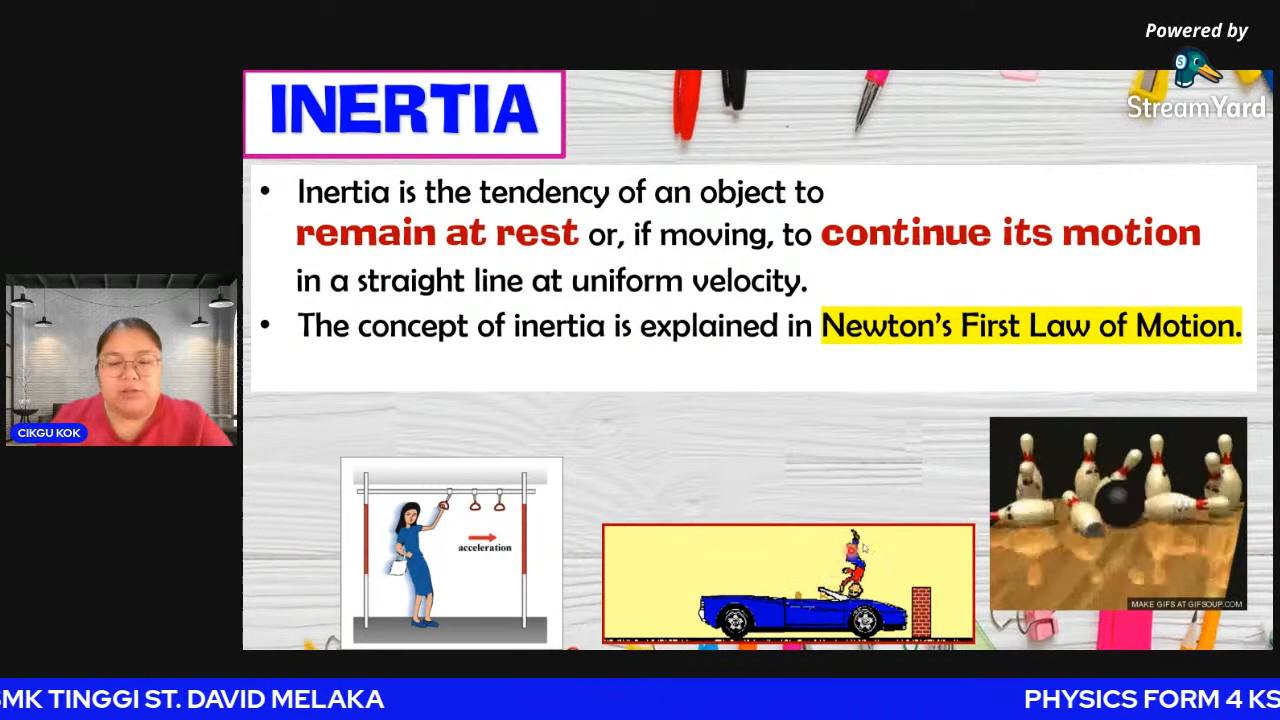 Powered by
StreamYard
INERTIA
• Inertia is the tendency of an object to
remain at rest or, if moving, to continue its motion
in a straight line at uniform velocity.
• The concept of inertia is explained in Newton's First Law of Motion.
CIKGU KOK
acceleration
MAKE GIFS AT GIFSOUP.COM
SMK TINGGI ST. DAVID MELAKA
PHYSICS FORM 4 KS